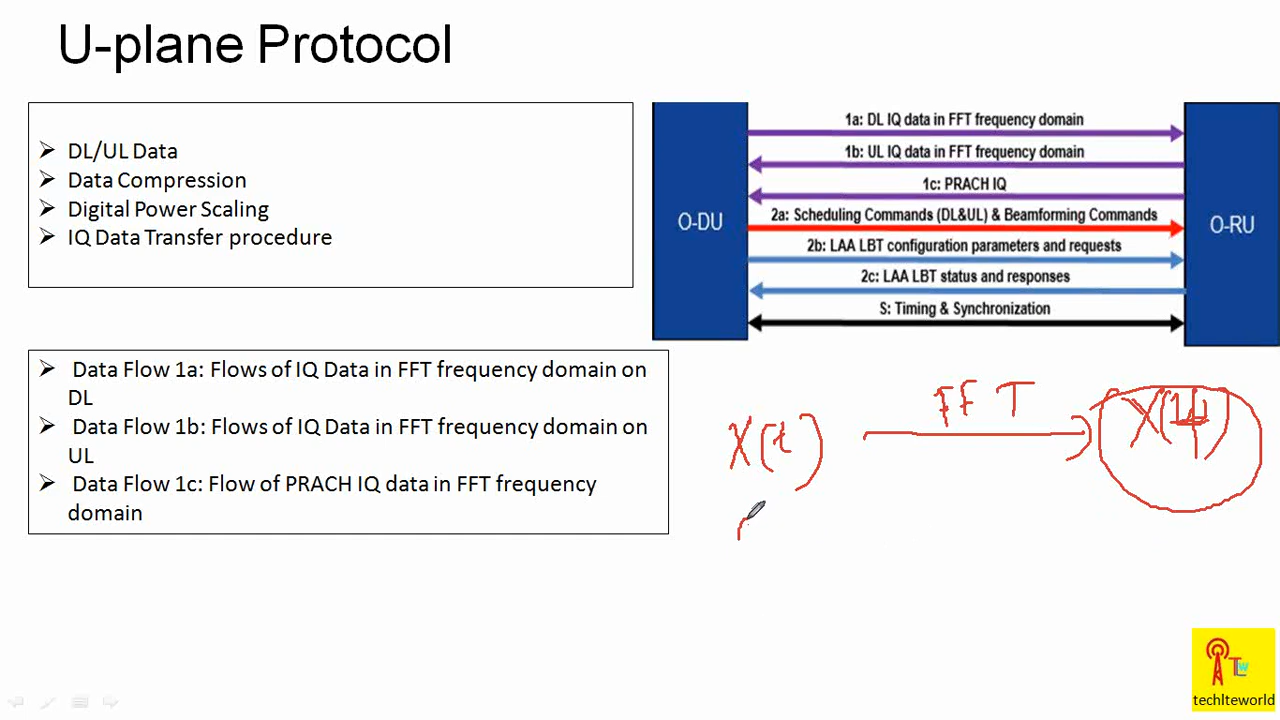 U-plane Protocol
DL/UL Data
Data Compression
Digital Power Scaling
IQ Data Transfer procedure
O-DU
1a: DL IQ data in FFT frequency domain
1b: UL IQ data in FFT frequency domain
1c: PRACH IQ
2a: Scheduling Commands (DL&UL) & Beamforming Commands
2b: LAA LBT configuration parameters and requests
2c: LAA LBT status and responses
S: Timing & Synchronization
O-RU
Data Flow 1a: Flows of IQ Data in FFT frequency domain on
DL
Data Flow 1b: Flows of IQ Data in FFT frequency domain on
UL
Data Flow 1c: Flow of PRACH IQ data in FFT frequency
domain
X(t)
FFT
techlteworld